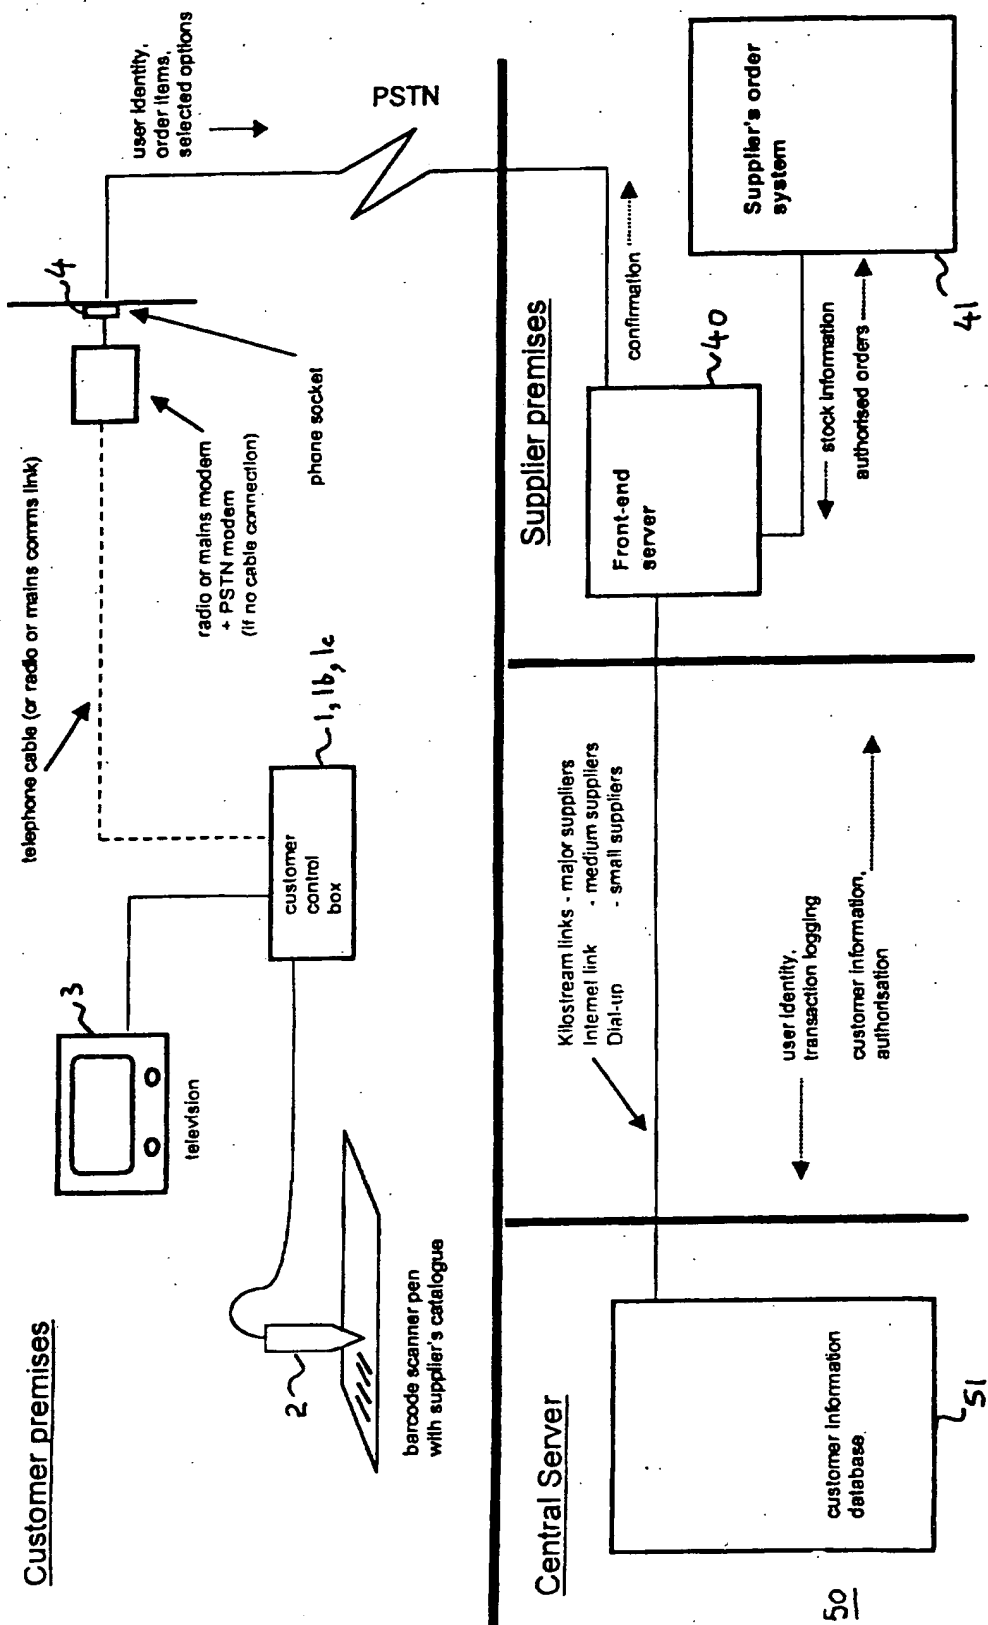 Customer premises
3
television
2
barcode scanner pen
with supplier's catalogue
customer
control
box
1, 1b, 1c
telephone cable (or radio or mains comms link)
radio or mains modem
+ PSTN modem
(if no cable connection)
4
phone socket
user identity,
order items,
selected options
PSTN
Central Server
customer information
database
50
51
Kilostream links - major suppliers
Internet link - medium suppliers
Dial-up - small suppliers
user identity,
transaction logging
customer information,
authorisation
Supplier premises
Front-end
server
40
confirmation
stock information
authorised orders
Supplier's order
system
41